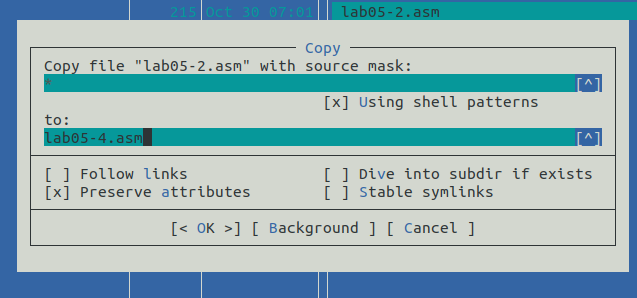 215 Oct 30 07:01 lab05-2.asm
Copy
Copy file "lab05-2.asm" with source mask:
* [^]
[x] Using shell patterns
to:
lab05-4.asm [^]
[ ] Follow links [ ] Dive into subdir if exists
[x] Preserve attributes [ ] Stable symlinks
[< OK >] [ Background ] [ Cancel ]